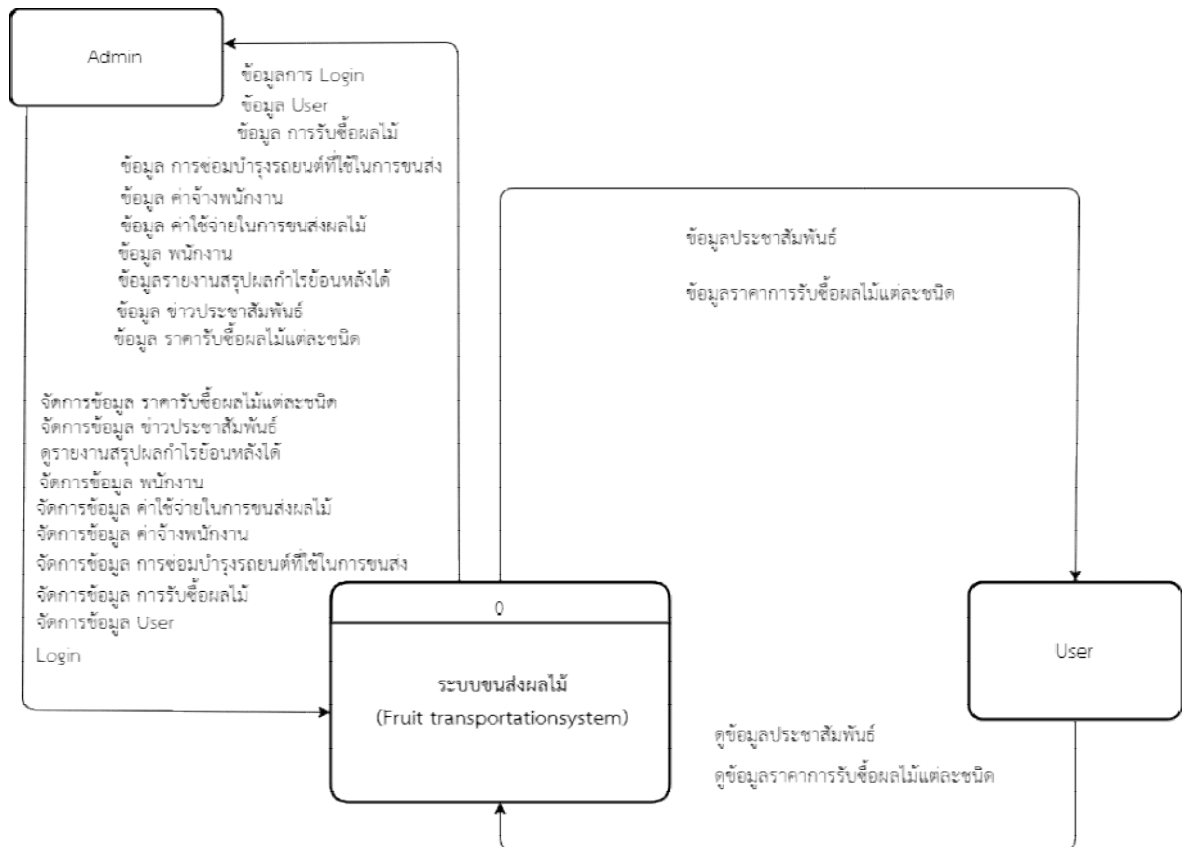 Admin
ข้อมูลการ Login
ข้อมูล User
ข้อมูล การรับซื้อผลไม้
ข้อมูล การซ่อมบำรุงรถยนต์ที่ใช้ในการขนส่ง
ข้อมูล ค่าจ้างพนักงาน
ข้อมูล ค่าใช้จ่ายในการขนส่งผลไม้
ข้อมูล พนักงาน
ข้อมูลรายงานสรุปผลกำไรย้อนหลังได้
ข้อมูล ข่าวประชาสัมพันธ์
ข้อมูล ราคารับซื้อผลไม้แต่ละชนิด
ข้อมูลประชาสัมพันธ์
ข้อมูลราคาการรับซื้อผลไม้แต่ละชนิด
จัดการข้อมูล ราคารับซื้อผลไม้แต่ละชนิด
จัดการข้อมูล ข่าวประชาสัมพันธ์
ดูรายงานสรุปผลกำไรย้อนหลังได้
จัดการข้อมูล พนักงาน
จัดการข้อมูล ค่าใช้จ่ายในการขนส่งผลไม้
จัดการข้อมูล ค่าจ้างพนักงาน
จัดการข้อมูล การซ่อมบำรุงรถยนต์ที่ใช้ในการขนส่ง
จัดการข้อมูล การรับซื้อผลไม้
จัดการข้อมูล User
Login
0
ระบบขนส่งผลไม้
(Fruit transportationsystem)
User
ดูข้อมูลประชาสัมพันธ์
ดูข้อมูลราคาการรับซื้อผลไม้แต่ละชนิด